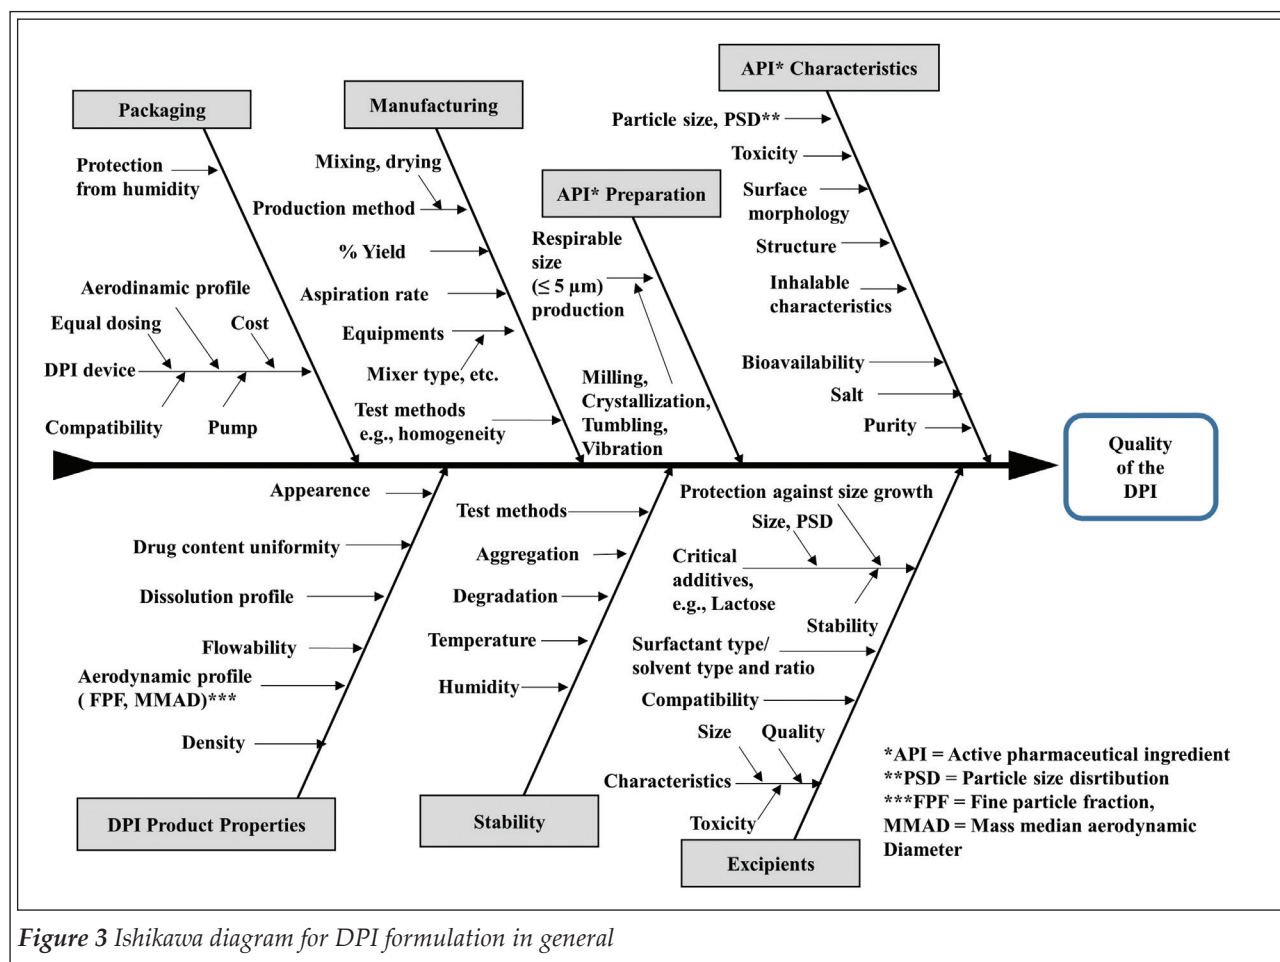 Packaging
Protection
from humidity
Aerodinamic profile
Equal dosing
Cost
DPI device
Compatibility
Pump
Manufacturing
Mixing, drying
Production method
% Yield
Aspiration rate
Equipments
Mixer type, etc.
Test methods
e.g., homogeneity
API* Preparation
Respirable
size
(≤ 5 µm)
production
Milling,
Crystallization,
Tumbling,
Vibration
API* Characteristics
Particle size, PSD**
Toxicity
Surface
morphology
Structure
Inhalable
characteristics
Bioavailability
Salt
Purity
Quality
of the
DPI
Appearence
Drug content uniformity
Dissolution profile
Flowability
Aerodynamic profile
( FPF, MMAD)***
Density
DPI Product Properties
Test methods
Aggregation
Degradation
Temperature
Humidity
Stability
Protection against size growth
Size, PSD
Critical
additives,
e.g., Lactose
Stability
Surfactant type/
solvent type and ratio
Compatibility
Size
Quality
Characteristics
Toxicity
Excipients
*API = Active pharmaceutical ingredient
**PSD = Particle size disrtibution
***FPF = Fine particle fraction,
MMAD = Mass median aerodynamic
Diameter
Figure 3 Ishikawa diagram for DPI formulation in general